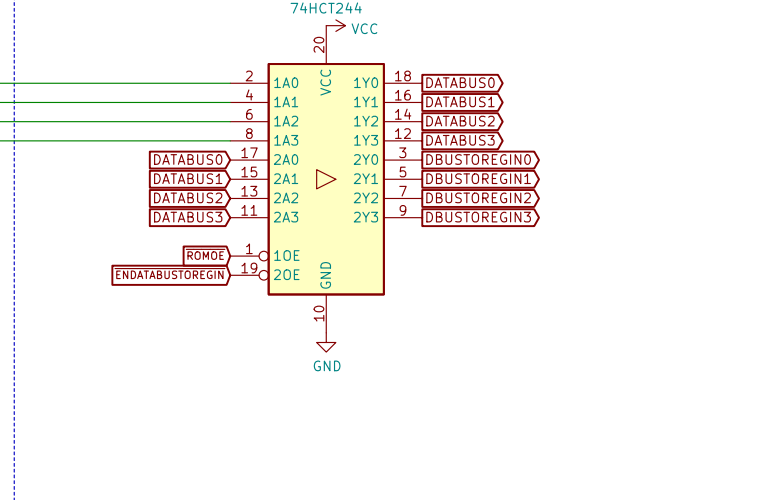 74HCT244
VCC
20
VCC
2 1A0 1Y0 18 DATABUS0
4 1A1 1Y1 16 DATABUS1
6 1A2 1Y2 14 DATABUS2
8 1A3 1Y3 12 DATABUS3
DATABUS0 17 2A0 2Y0 3 DBUSTOREGIN0
DATABUS1 15 2A1 2Y1 5 DBUSTOREGIN1
DATABUS2 13 2A2 2Y2 7 DBUSTOREGIN2
DATABUS3 11 2A3 2Y3 9 DBUSTOREGIN3
ROMOE 1 1OE
ENDATABUSTOREGIN 19 2OE
GND
10
GND